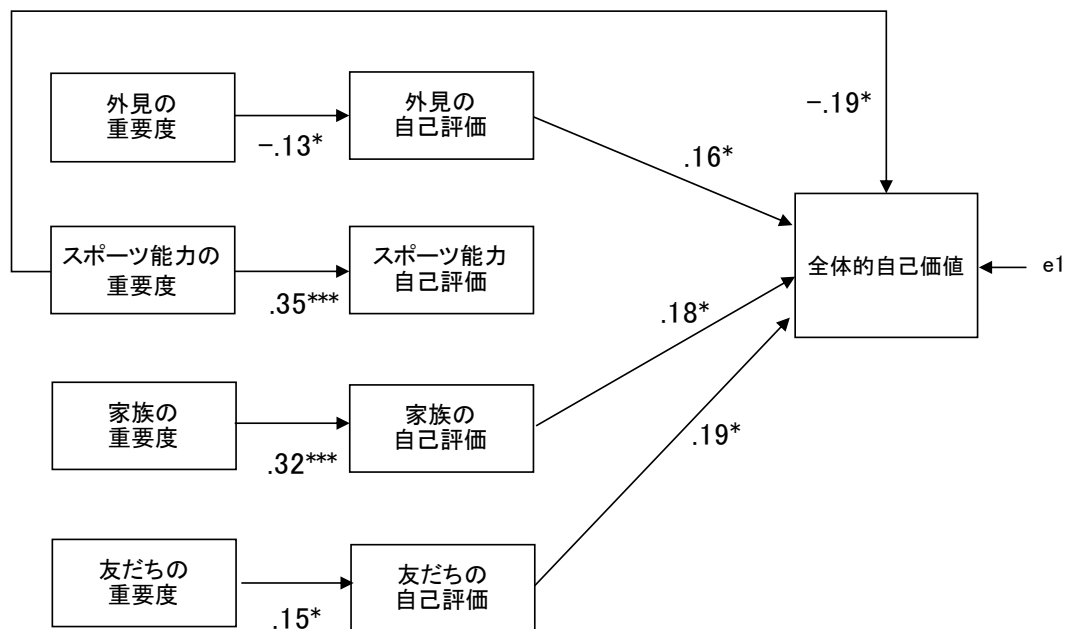 外見の
重要度
−.13*
外見の
自己評価
.16*
−.19*
スポーツ能力の
重要度
.35***
スポーツ能力
自己評価
全体的自己価値
e1
家族の
重要度
.32***
家族の
自己評価
.18*
友だちの
重要度
.15*
友だちの
自己評価
.19*